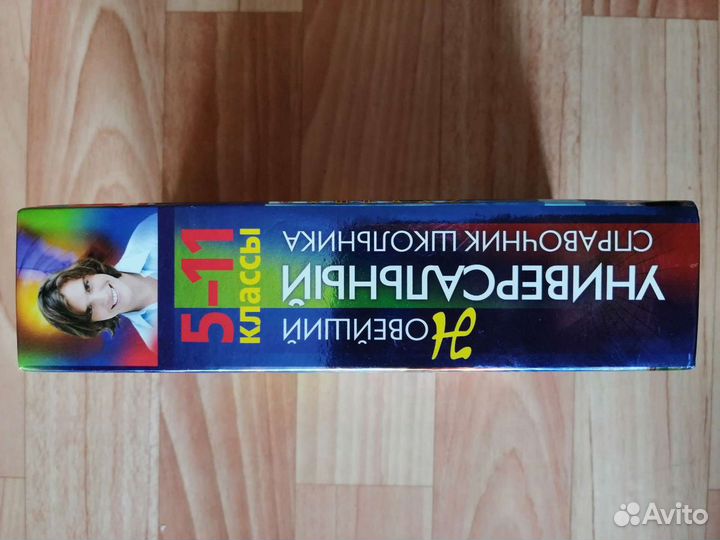 НОВЕЙШИЙ
УНИВЕРСАЛЬНЫЙ
СПРАВОЧНИК ШКОЛЬНИКА
5-11
классы
Avito